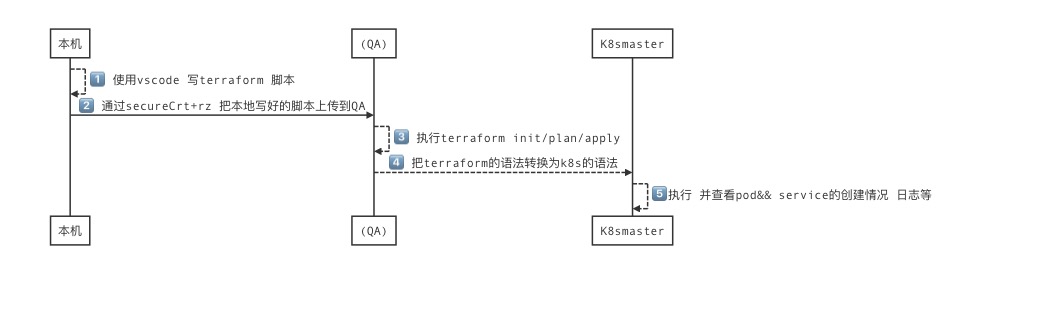 本机
(QA)
K8smaster
1 使用vscode 写terraform 脚本
2 通过secureCrt+rz 把本地写好的脚本上传到QA
3 执行terraform init/plan/apply
4 把terraform的语法转换为k8s的语法
5 执行 并查看pod&& service的创建情况 日志等
本机
(QA)
K8smaster